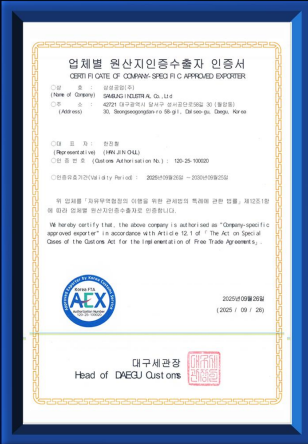 업체별 원산지인증수출자 인증서
CERTIFICATE OF COMPANY-SPECIFIC APPROVED EXPORTER
○상 호 : 삼성공업(주)
(Name of Company) SAMSUNG INDUSTRIAL Co., Ltd
○주 소 : 42721 대구광역시 달서구 성서공단로56길 30 (월암동)
(Address) 30, Seongseogongdan-ro 56-gil, Dalseo-gu, Daegu, Korea
○대 표 자 :
(Representative) (HAN JIN CHUL)
○인 증 번 호 (Customs Authorisation No.) : 120-25-100020
○인증유효기간(Validity Period) : 2025년09월26일 ~ 2030년09월25일
위 업체를 「자유무역협정의 이행을 위한 관세법의 특례에 관한 법률」 제12조1항
에 따라 업체별 원산지인증수출자로 인증합니다.
We hereby certify that, the above company is authorised as "Company-specific
approved exporter" in accordance with Article 12.1 of 「The Act on Special
Cases of the Customs Act for the Implementation of Free Trade Agreements」.
Korea FTA
AEX
Authorisation Number
120-25-100020
2025년09월26일
(2025 / 09 / 26)
대구세관장
Head of DAEGU Customs